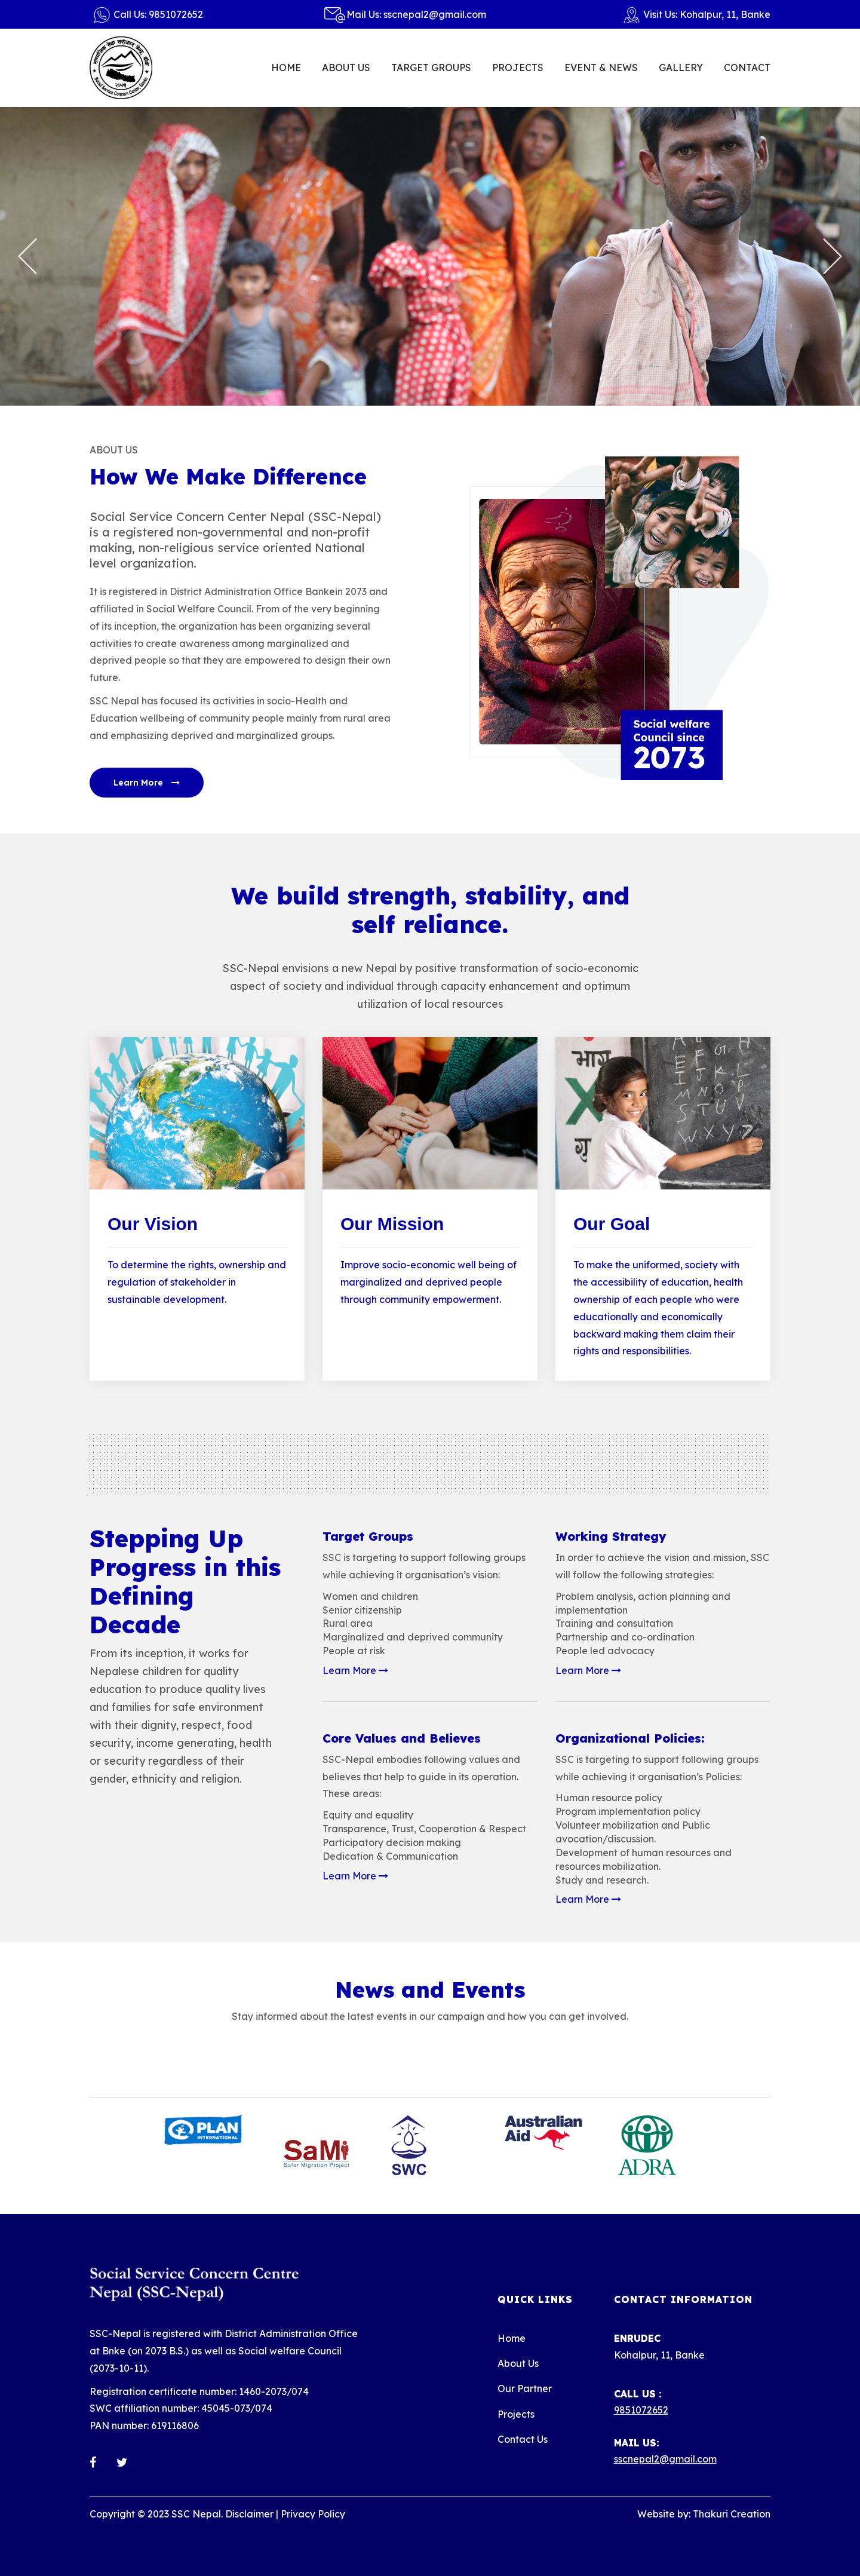 Call Us: 9851072652
Mail Us: sscnepal2@gmail.com
Visit Us: Kohalpur, 11, Banke
HOME
ABOUT US
TARGET GROUPS
PROJECTS
EVENT & NEWS
GALLERY
CONTACT
ABOUT US
How We Make Difference
Social Service Concern Center Nepal (SSC-Nepal)
is a registered non-governmental and non-profit
making, non-religious service oriented National
level organization.
It is registered in District Administration Office Bankein 2073 and
affiliated in Social Welfare Council. From of the very beginning
of its inception, the organization has been organizing several
activities to create awareness among marginalized and
deprived people so that they are empowered to design their own
future.
SSC Nepal has focused its activities in socio-Health and
Education wellbeing of community people mainly from rural area
and emphasizing deprived and marginalized groups.
Learn More
Social welfare
Council since
2073
We build strength, stability, and
self reliance.
SSC-Nepal envisions a new Nepal by positive transformation of socio-economic
aspect of society and individual through capacity enhancement and optimum
utilization of local resources
Our Vision
To determine the rights, ownership and
regulation of stakeholder in
sustainable development.
Our Mission
Improve socio-economic well being of
marginalized and deprived people
through community empowerment.
Our Goal
To make the uniformed, society with
the accessibility of education, health
ownership of each people who were
educationally and economically
backward making them claim their
rights and responsibilities.
Stepping Up
Progress in this
Defining
Decade
From its inception, it works for
Nepalese children for quality
education to produce quality lives
and families for safe environment
with their dignity, respect, food
security, income generating, health
or security regardless of their
gender, ethnicity and religion.
Target Groups
SSC is targeting to support following groups
while achieving it organisation's vision:
Women and children
Senior citizenship
Rural area
Marginalized and deprived community
People at risk
Learn More
Working Strategy
In order to achieve the vision and mission, SSC
will follow the following strategies:
Problem analysis, action planning and
implementation
Training and consultation
Partnership and co-ordination
People led advocacy
Learn More
Core Values and Believes
SSC-Nepal embodies following values and
believes that help to guide in its operation.
These areas:
Equity and equality
Transparence, Trust, Cooperation & Respect
Participatory decision making
Dedication & Communication
Learn More
Organizational Policies:
SSC is targeting to support following groups
while achieving it organisation's Policies:
Human resource policy
Program implementation policy
Volunteer mobilization and Public
avocation/discussion.
Development of human resources and
resources mobilization.
Study and research.
Learn More
News and Events
Stay informed about the latest events in our campaign and how you can get involved.
PLAN
INTERNATIONAL
SaMi
Safer Migration Project
SWC
Australian
Aid
ADRA
Social Service Concern Centre
Nepal (SSC-Nepal)
SSC-Nepal is registered with District Administration Office
at Bnke (on 2073 B.S.) as well as Social welfare Council
(2073-10-11).
Registration certificate number: 1460-2073/074
SWC affiliation number: 45045-073/074
PAN number: 619116806
QUICK LINKS
Home
About Us
Our Partner
Projects
Contact Us
CONTACT INFORMATION
ENRUDEC
Kohalpur, 11, Banke
CALL US :
9851072652
MAIL US:
sscnepal2@gmail.com
Copyright © 2023 SSC Nepal. Disclaimer | Privacy Policy
Website by: Thakuri Creation